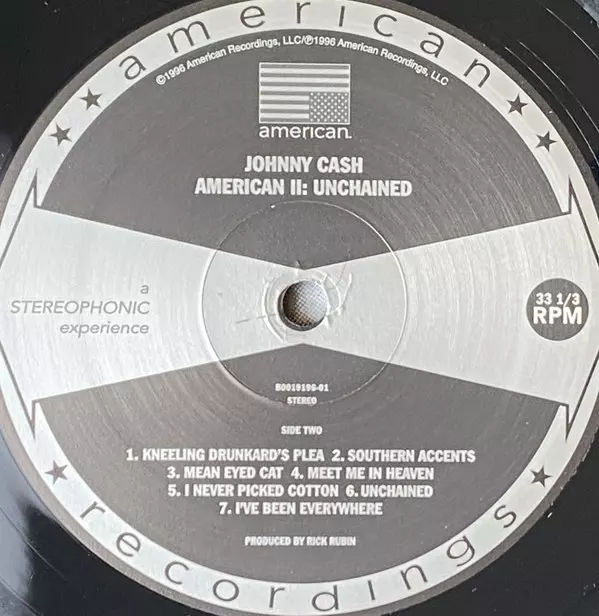 american
©1996 American Recordings, LLC/℗1996 American Recordings, LLC
american
JOHNNY CASH
AMERICAN II: UNCHAINED
a
STEREOPHONIC
experience
33 1/3
RPM
B0019196-01
STEREO
SIDE TWO
1. KNEELING DRUNKARD'S PLEA 2. SOUTHERN ACCENTS
3. MEAN EYED CAT 4. MEET ME IN HEAVEN
5. I NEVER PICKED COTTON 6. UNCHAINED
7. I'VE BEEN EVERYWHERE
PRODUCED BY RICK RUBIN
recordings